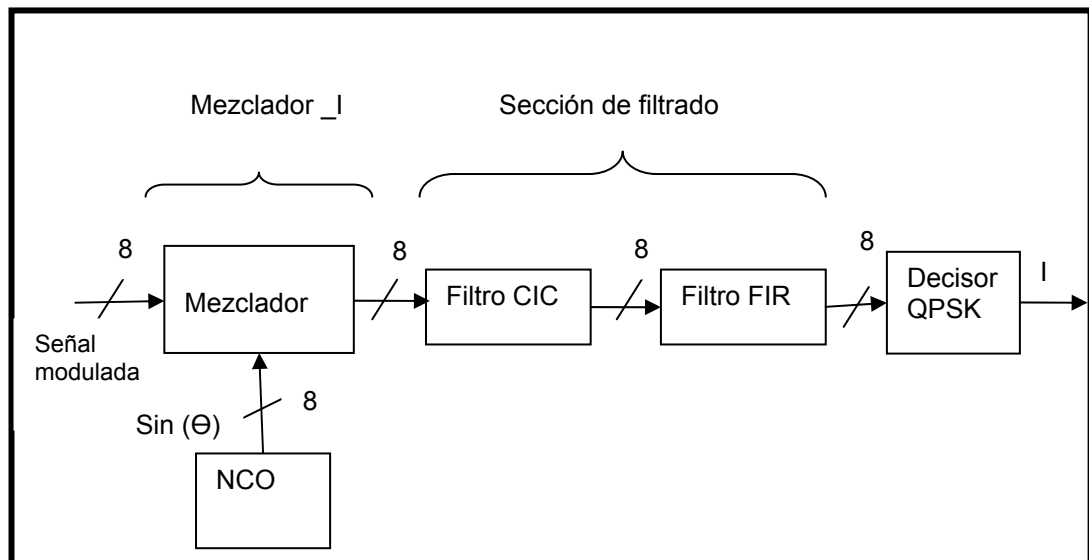 Mezclador _I
Sección de filtrado
8
8
8
8
Mezclador
Filtro CIC
Filtro FIR
Decisor
QPSK
I
Señal
modulada
8
Sin (Ө)
NCO